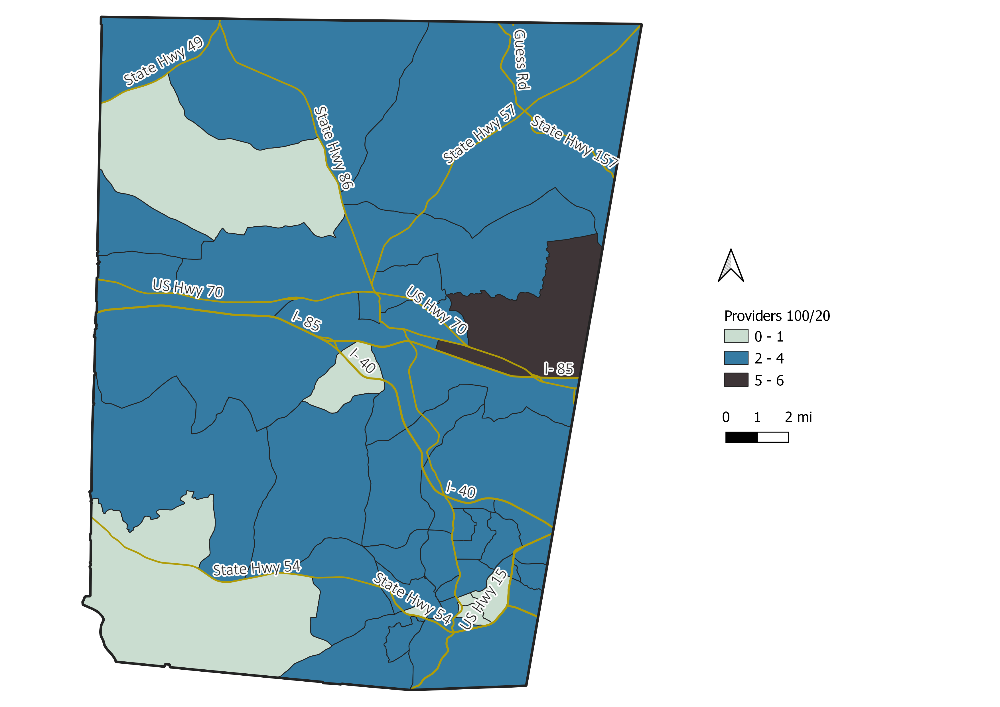 State Hwy 49
Guess Rd
State Hwy 86
State Hwy 57
State Hwy 157
US Hwy 70
US Hwy 70
I- 85
I- 40
I- 85
I- 40
State Hwy 54
State Hwy 54
US Hwy 15
Providers 100/20
0 - 1
2 - 4
5 - 6
0 1 2 mi